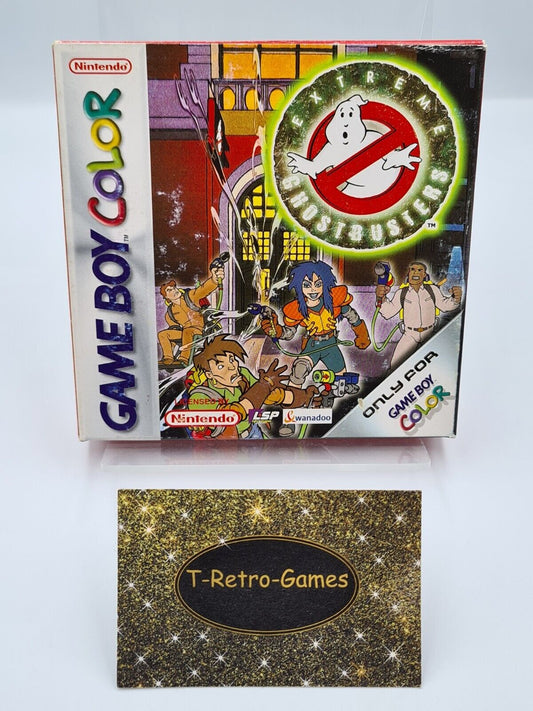 Nintendo
GAME BOY COLOR
TM
EXTREME
GHOSTBUSTERS
TM
LICENSED BY
Nintendo
LSP
wanadoo
ONLY FOR
GAME BOY
COLOR
T-Retro-Games